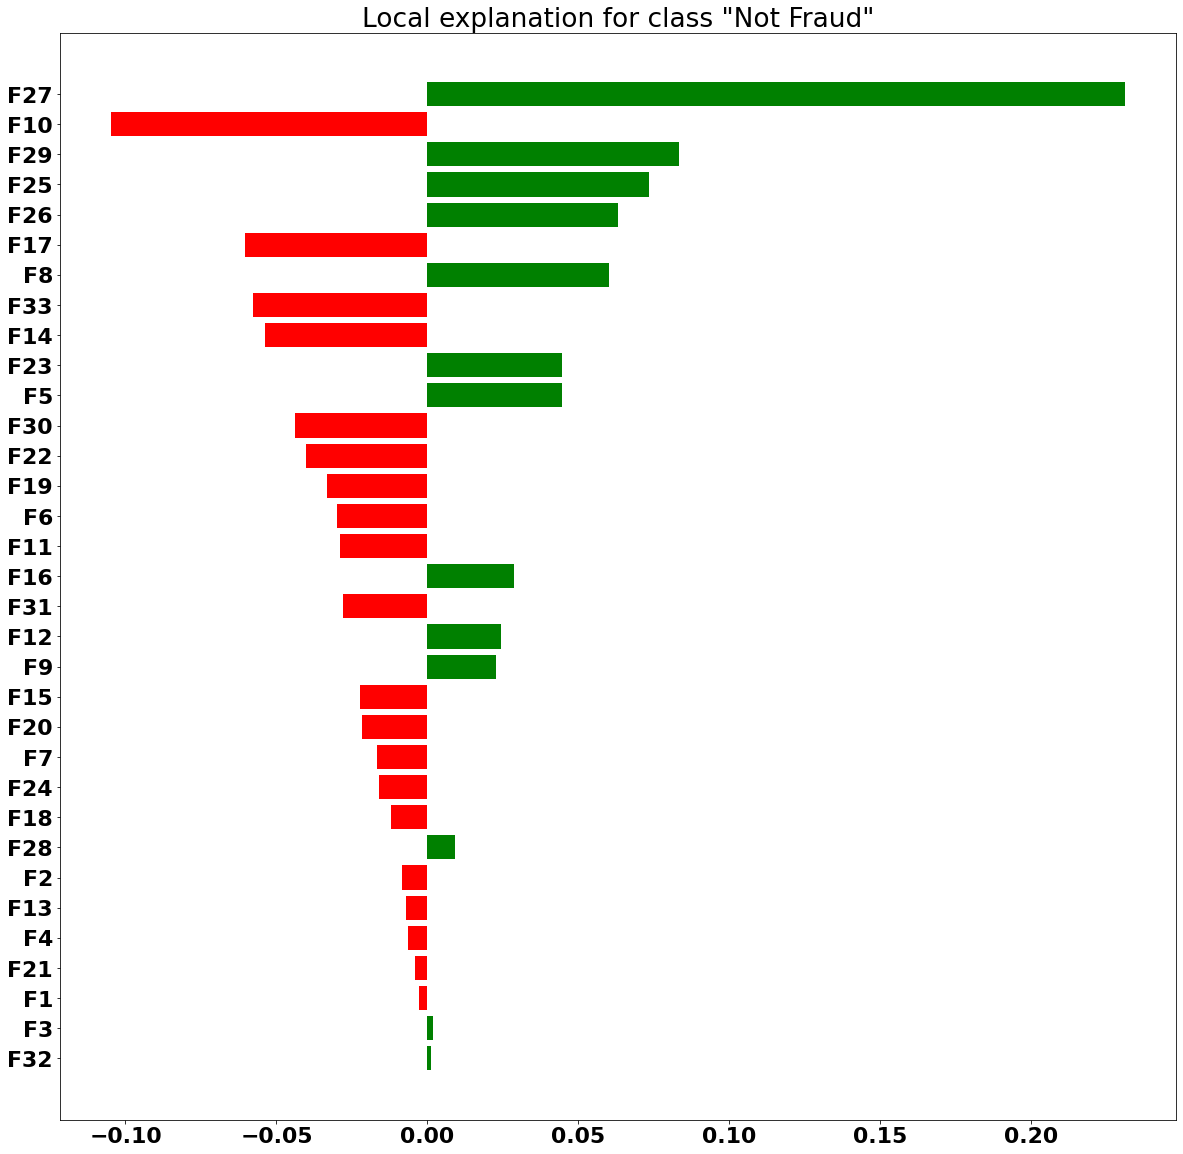 Local explanation for class "Not Fraud"
F27
F10
F29
F25
F26
F17
F8
F33
F14
F23
F5
F30
F22
F19
F6
F11
F16
F31
F12
F9
F15
F20
F7
F24
F18
F28
F2
F13
F4
F21
F1
F3
F32
−0.10 −0.05 0.00 0.05 0.10 0.15 0.20